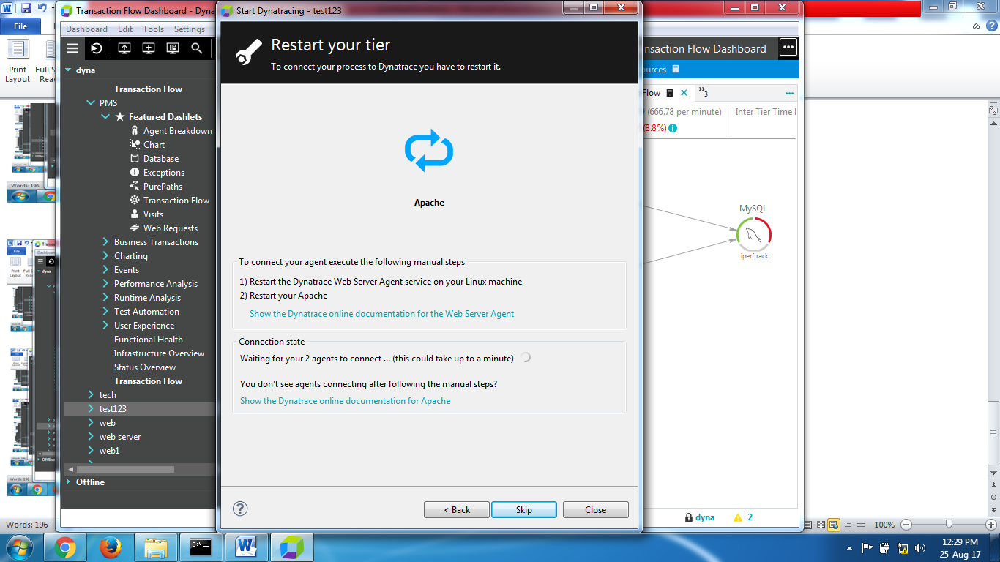 Transaction Flow Dashboard - Dyna
Start Dynatracing - test123
File
Dashboard Edit Tools Settings
Print Layout
Full S
Rea
Restart your tier
To connect your process to Dynatrace you have to restart it.
nsaction Flow Dashboard
ources
Flow
3
(666.78 per minute)
Inter Tier Time
(8.8%)
dyna
Transaction Flow
PMS
Featured Dashlets
Agent Breakdown
Chart
Database
Exceptions
PurePaths
Transaction Flow
Visits
Web Requests
Business Transactions
Charting
Events
Performance Analysis
Runtime Analysis
Test Automation
User Experience
Functional Health
Infrastructure Overview
Status Overview
Transaction Flow
tech
test123
web
web server
web1
Offline
Apache
MySQL
iperftrack
To connect your agent execute the following manual steps
1) Restart the Dynatrace Web Server Agent service on your Linux machine
2) Restart your Apache
Show the Dynatrace online documentation for the Web Server Agent
Connection state
Waiting for your 2 agents to connect ... (this could take up to a minute)
You don't see agents connecting after following the manual steps?
Show the Dynatrace online documentation for Apache
< Back
Skip
Close
dyna
2
Words: 196
100%
12:29 PM
25-Aug-17